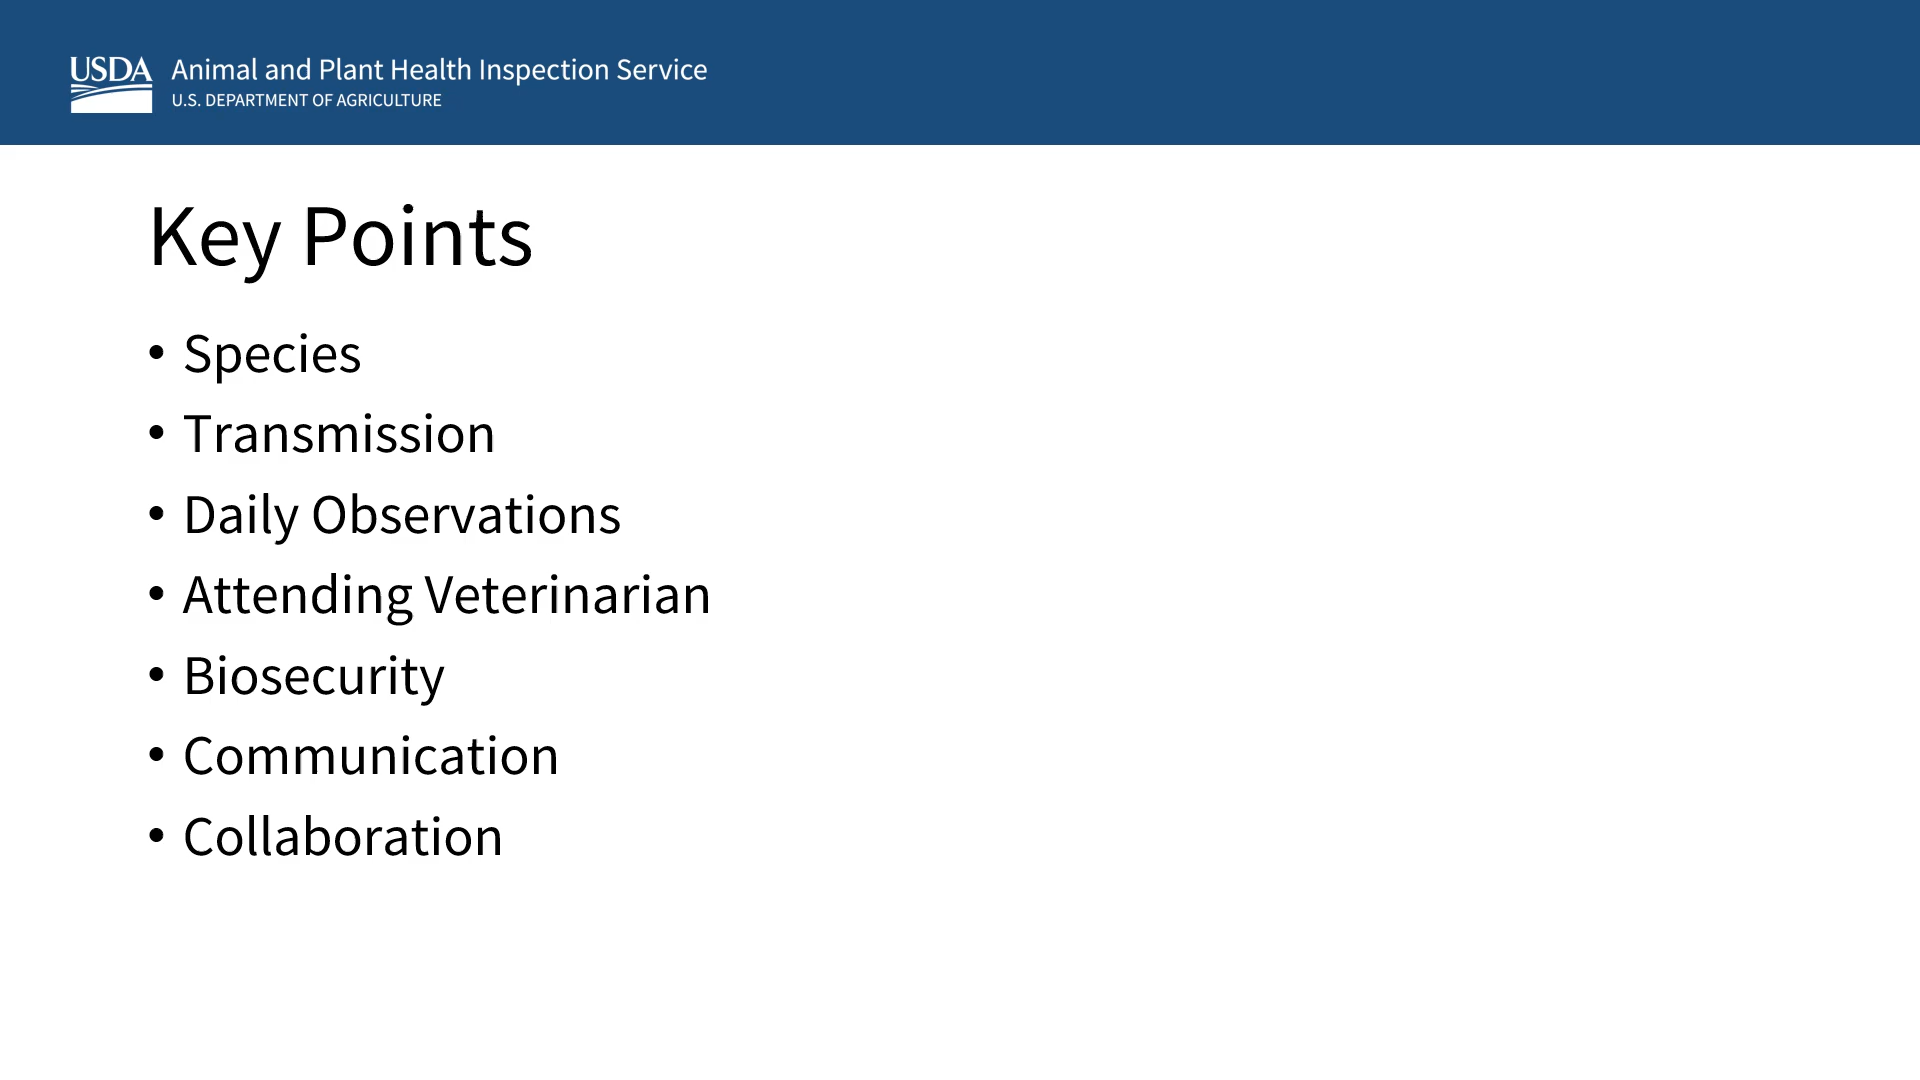 USDA Animal and Plant Health Inspection Service
U.S. DEPARTMENT OF AGRICULTURE
Key Points
• Species
• Transmission
• Daily Observations
• Attending Veterinarian
• Biosecurity
• Communication
• Collaboration